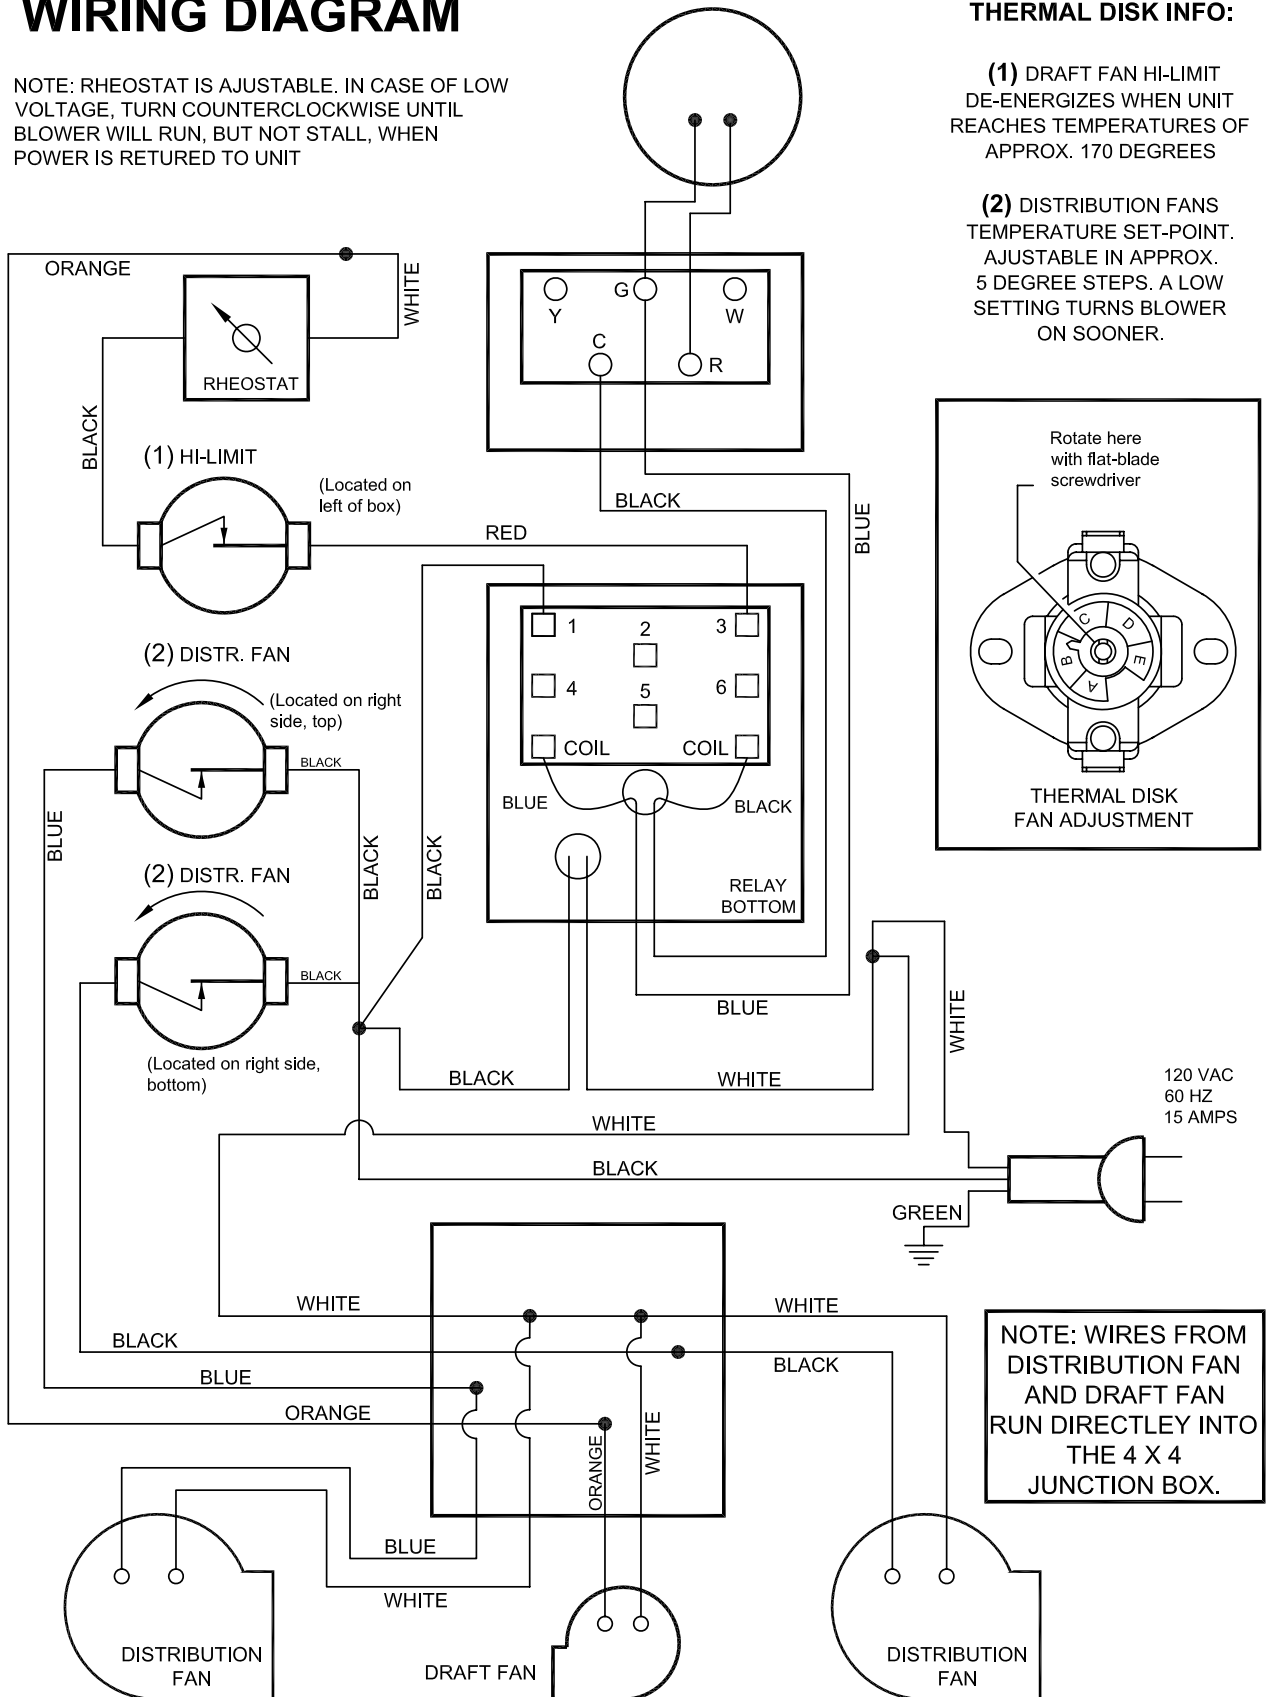 WIRING DIAGRAM
NOTE: RHEOSTAT IS AJUSTABLE. IN CASE OF LOW
VOLTAGE, TURN COUNTERCLOCKWISE UNTIL
BLOWER WILL RUN, BUT NOT STALL, WHEN
POWER IS RETURED TO UNIT
THERMAL DISK INFO:
(1) DRAFT FAN HI-LIMIT
DE-ENERGIZES WHEN UNIT
REACHES TEMPERATURES OF
APPROX. 170 DEGREES
(2) DISTRIBUTION FANS
TEMPERATURE SET-POINT.
AJUSTABLE IN APPROX.
5 DEGREE STEPS. A LOW
SETTING TURNS BLOWER
ON SOONER.
ORANGE
WHITE
RHEOSTAT
BLACK
Y
G
W
C
R
(1) HI-LIMIT
(Located on
left of box)
RED
BLACK
BLUE
Rotate here
with flat-blade
screwdriver
C
D
B
E
A
THERMAL DISK
FAN ADJUSTMENT
1
2
3
4
5
6
COIL
COIL
BLUE
BLACK
RELAY
BOTTOM
(2) DISTR. FAN
(Located on right
side, top)
BLACK
BLUE
BLACK
BLACK
(2) DISTR. FAN
BLACK
(Located on right side,
bottom)
BLUE
WHITE
BLACK
WHITE
WHITE
BLACK
120 VAC
60 HZ
15 AMPS
GREEN
WHITE
WHITE
BLACK
BLACK
BLUE
ORANGE
ORANGE
WHITE
NOTE: WIRES FROM
DISTRIBUTION FAN
AND DRAFT FAN
RUN DIRECTLEY INTO
THE 4 X 4
JUNCTION BOX.
BLUE
WHITE
DISTRIBUTION
FAN
DRAFT FAN
DISTRIBUTION
FAN